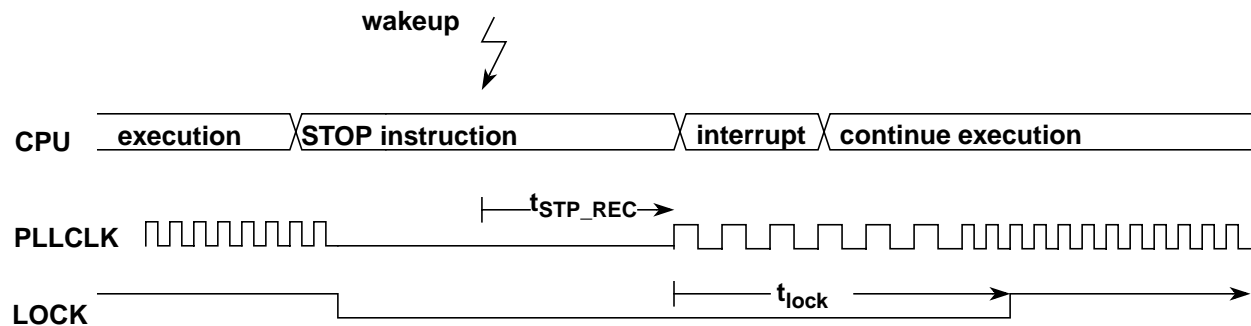 wakeup
CPU execution STOP instruction interrupt continue execution
tSTP_REC
PLLCLK
tlock
LOCK